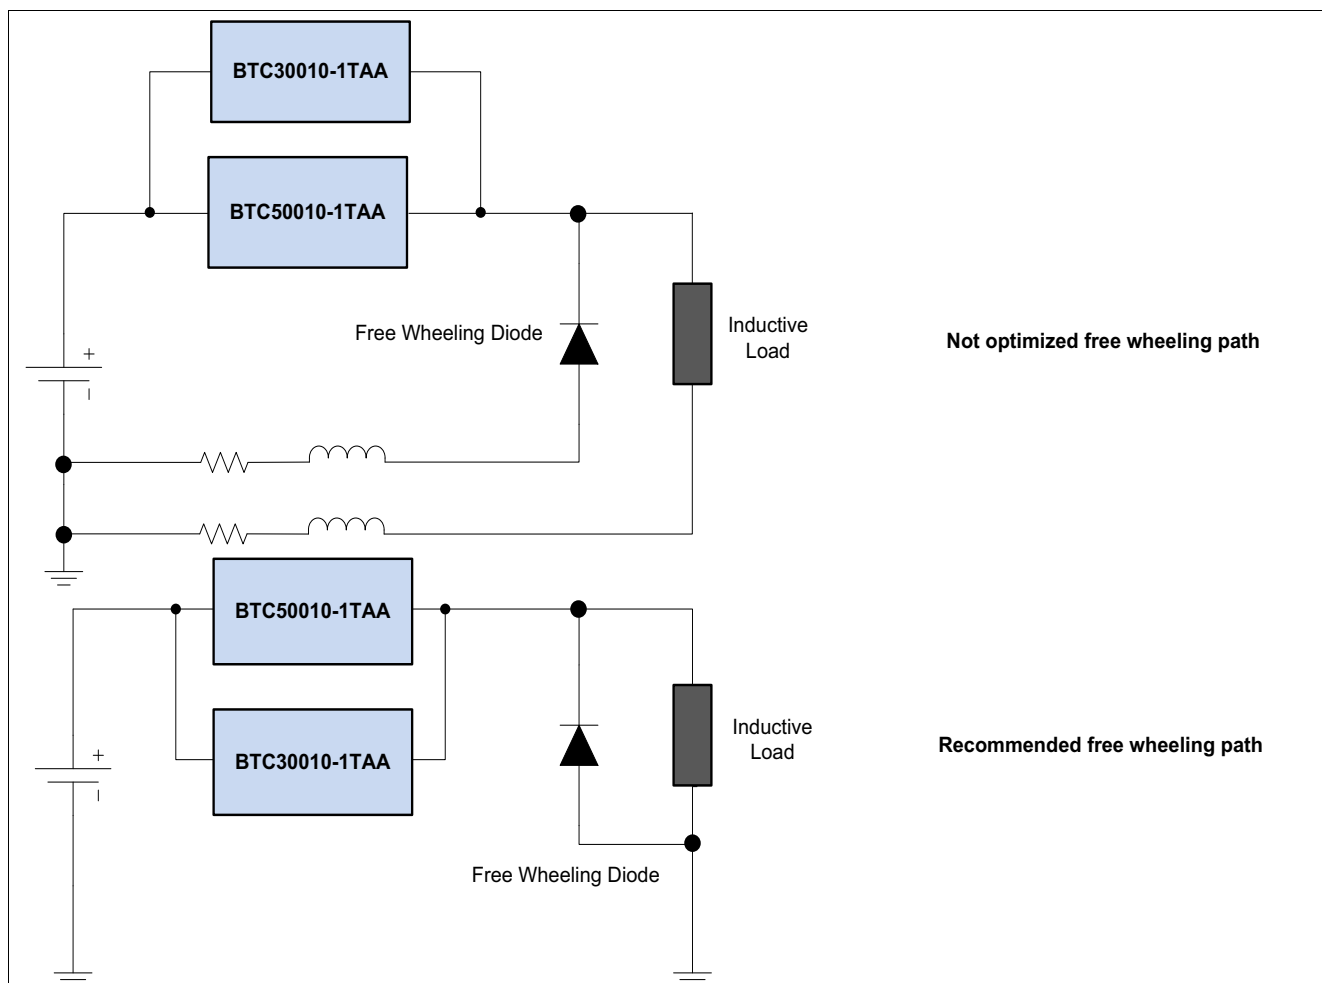 BTC30010-1TAA
BTC50010-1TAA
Free Wheeling Diode
Inductive
Load
Not optimized free wheeling path
+
–
BTC50010-1TAA
BTC30010-1TAA
Inductive
Load
Recommended free wheeling path
+
–
Free Wheeling Diode